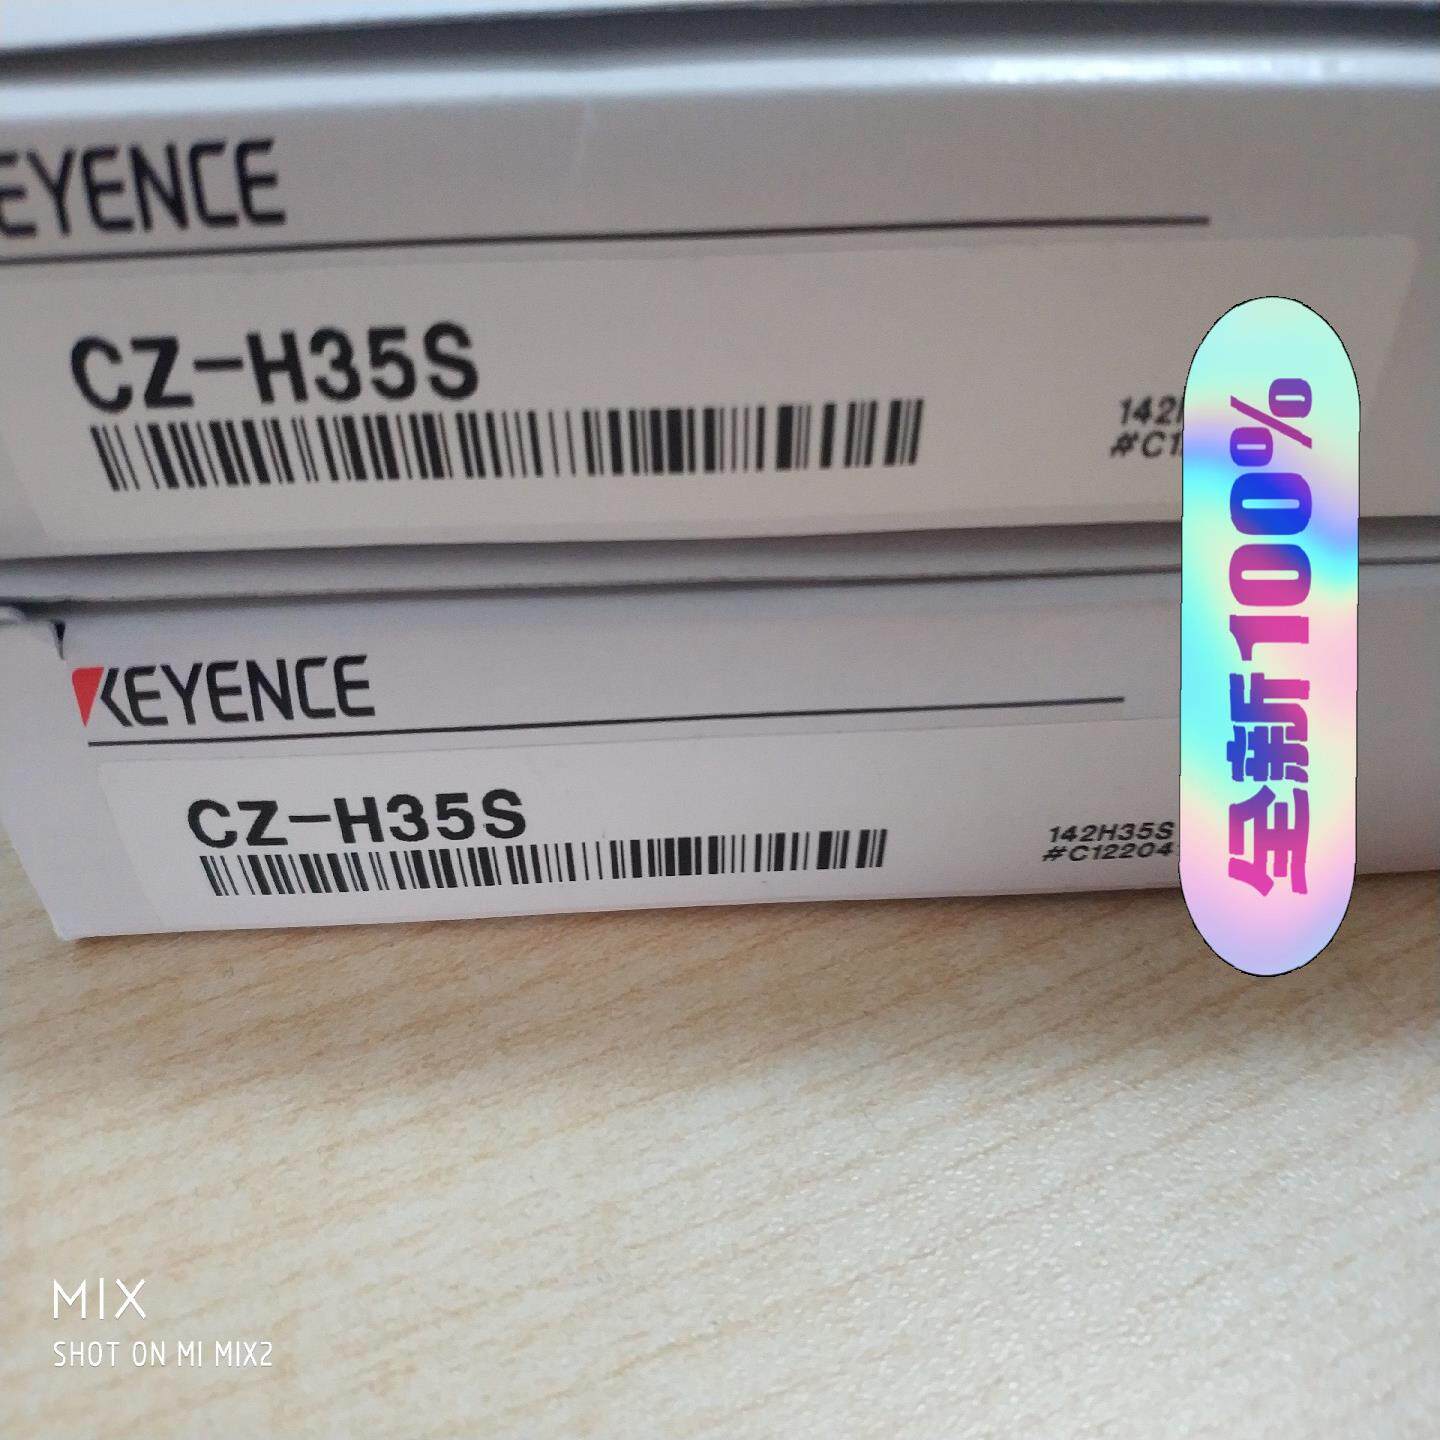 EYENCE
CZ-H35S
142
#C1
KEYENCE
CZ-H35S
142H35S
#C12204
全新100%
MIX
SHOT ON MI MIX2